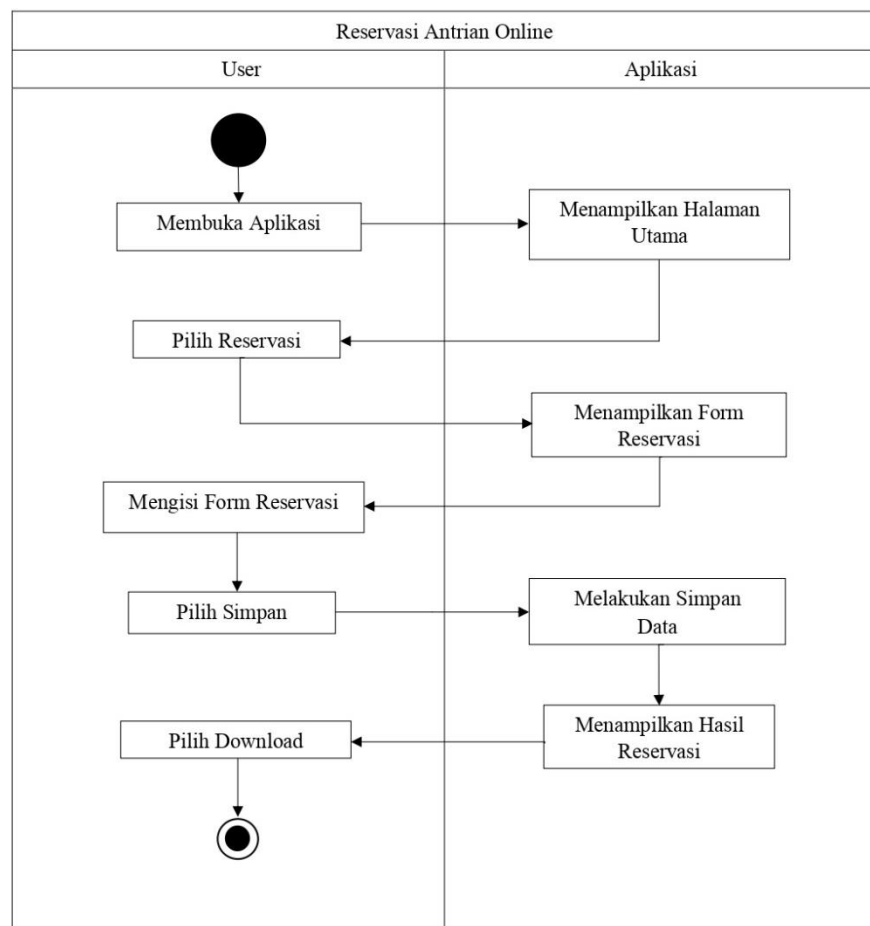 Reservasi Antrian Online
User
Aplikasi
Membuka Aplikasi
Menampilkan Halaman
Utama
Pilih Reservasi
Menampilkan Form
Reservasi
Mengisi Form Reservasi
Pilih Simpan
Melakukan Simpan
Data
Menampilkan Hasil
Reservasi
Pilih Download